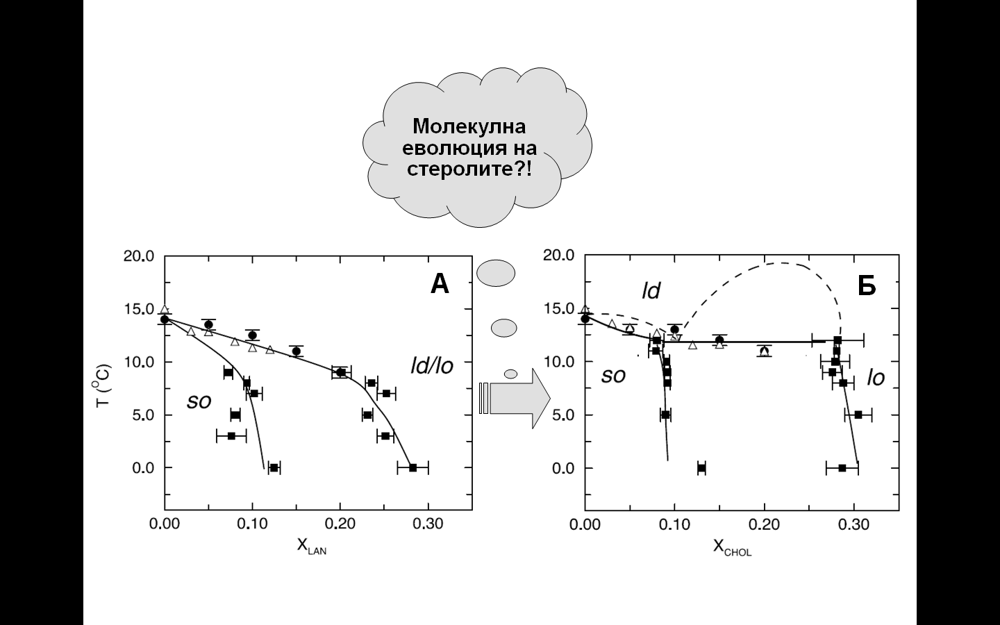 Молекулна
еволюция на
стеролите?!
20.0
15.0
10.0
5.0
0.0
T (°C)
А
so
ld/lo
0.00
0.10
0.20
0.30
X_LAN
20.0
15.0
10.0
5.0
0.0
ld
Б
so
lo
0.00
0.10
0.20
0.30
X_CHOL